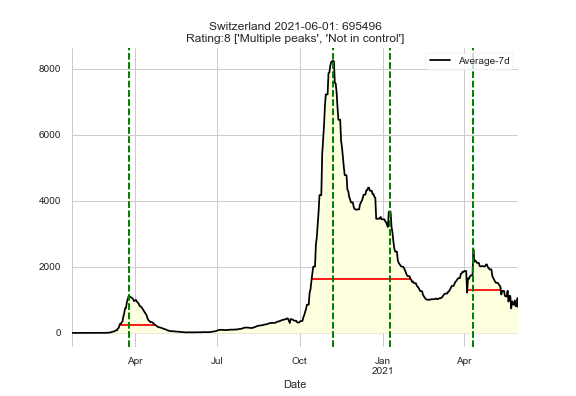 Switzerland 2021-06-01: 695496
Rating:8 ['Multiple peaks', 'Not in control']
Average-7d
8000
6000
4000
2000
0
Apr
Jul
Oct
Jan
2021
Apr
Date